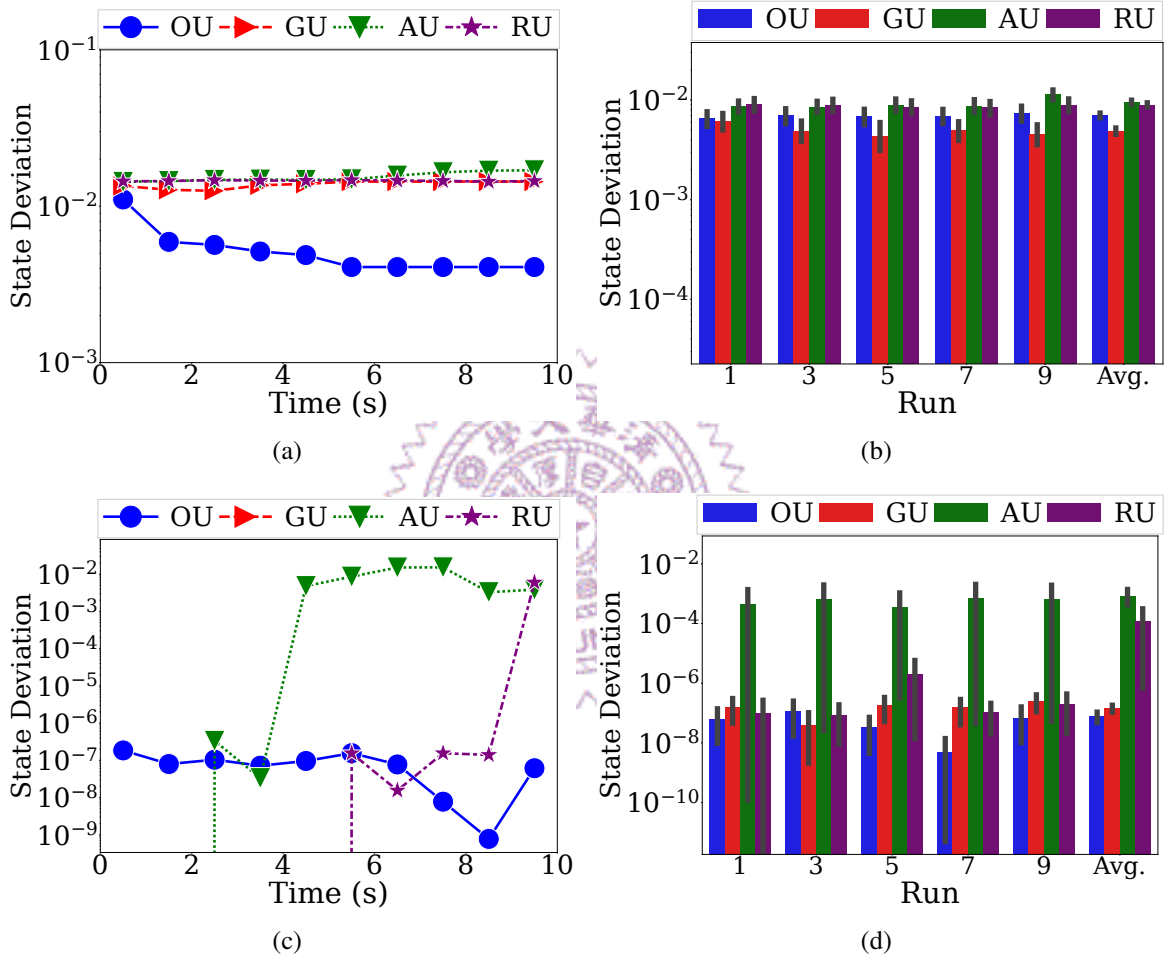 OU GU AU RU
10⁻¹
10⁻²
10⁻³
State Deviation
0 2 4 6 8 10
Time (s)
(a)
OU GU AU RU
10⁻²
10⁻³
10⁻⁴
State Deviation
1 3 5 7 9 Avg.
Run
(b)
OU GU AU RU
10⁻²
10⁻³
10⁻⁴
10⁻⁵
10⁻⁶
10⁻⁷
10⁻⁸
10⁻⁹
State Deviation
0 2 4 6 8 10
Time (s)
(c)
OU GU AU RU
10⁻²
10⁻⁴
10⁻⁶
10⁻⁸
10⁻¹⁰
State Deviation
1 3 5 7 9 Avg.
Run
(d)